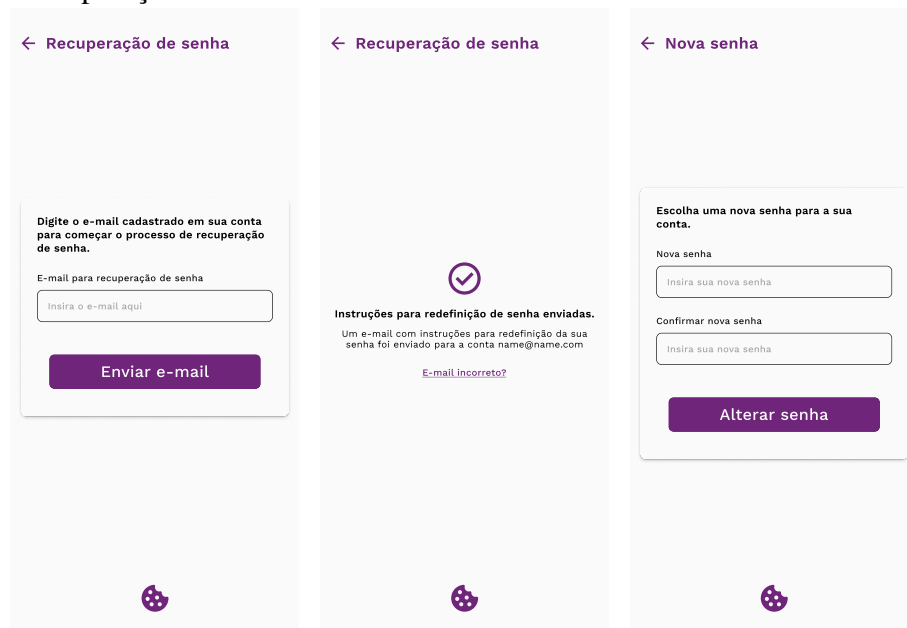 Recuperação de senha
Digite o e-mail cadastrado em sua conta
para começar o processo de recuperação
de senha.
E-mail para recuperação de senha
Insira o e-mail aqui
Enviar e-mail
Recuperação de senha
Instruções para redefinição de senha enviadas.
Um e-mail com instruções para redefinição da sua
senha foi enviado para a conta name@name.com
E-mail incorreto?
Nova senha
Escolha uma nova senha para a sua
conta.
Nova senha
Insira sua nova senha
Confirmar nova senha
Insira sua nova senha
Alterar senha